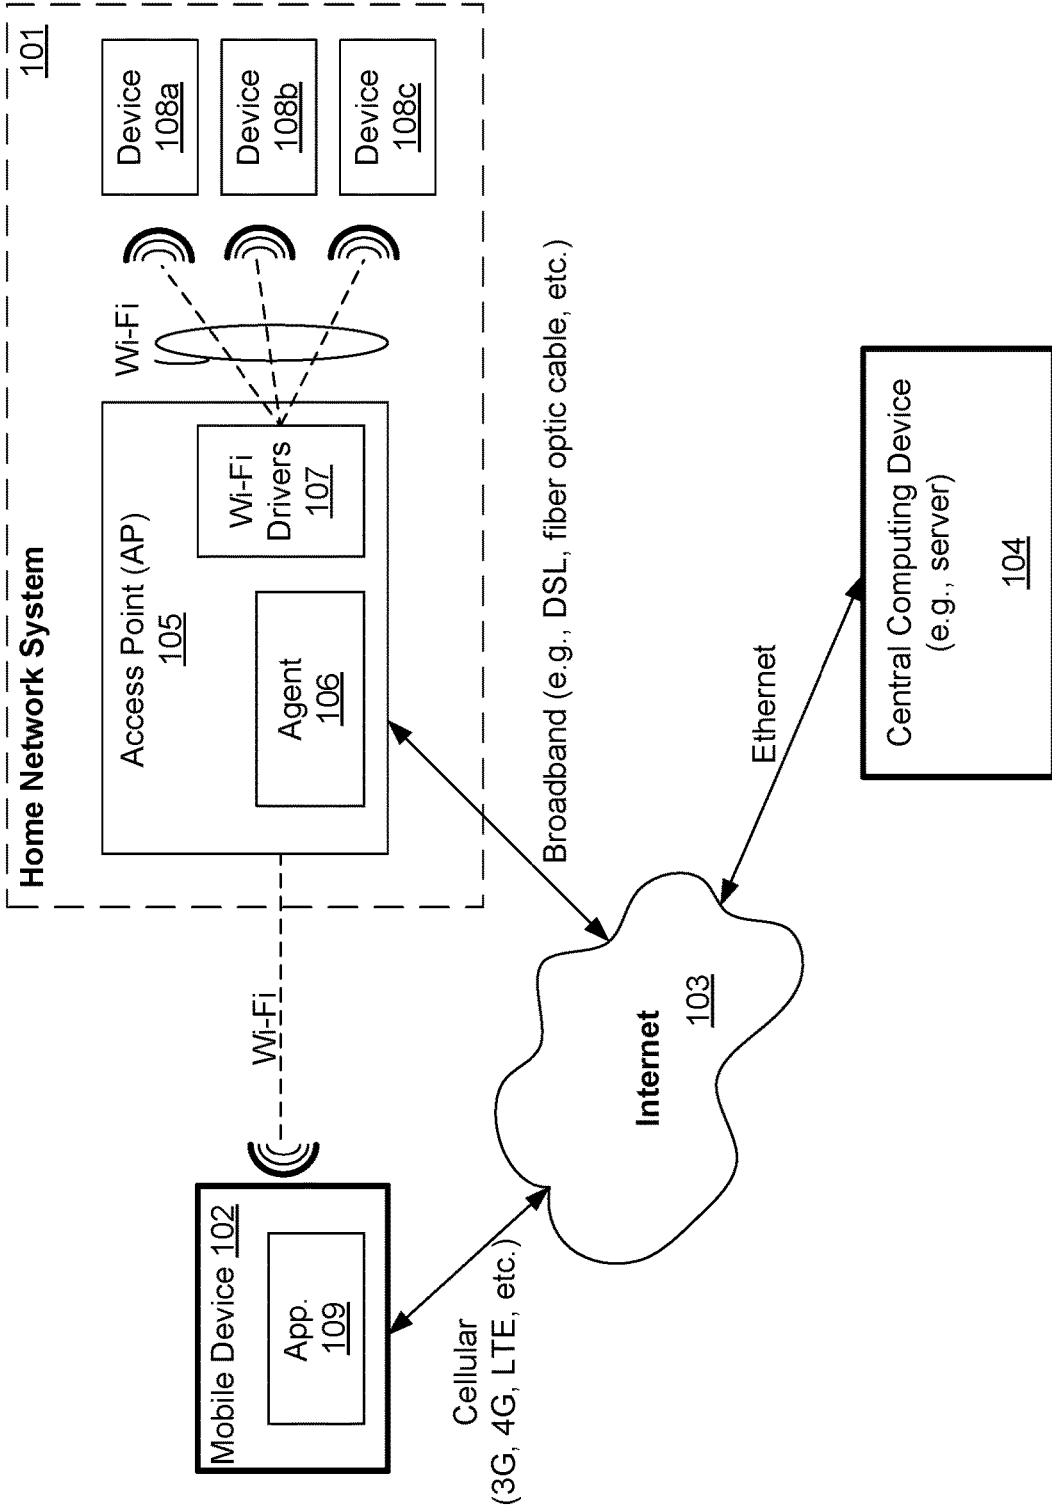 Home Network System
101
Access Point (AP)
105
Agent
106
Wi-Fi
Drivers
107
Wi-Fi
Device
108a
Device
108b
Device
108c
Wi-Fi
Mobile Device 102
App.
109
Cellular
(3G, 4G, LTE, etc.)
Internet
103
Broadband (e.g., DSL, fiber optic cable, etc.)
Ethernet
Central Computing Device
(e.g., server)
104